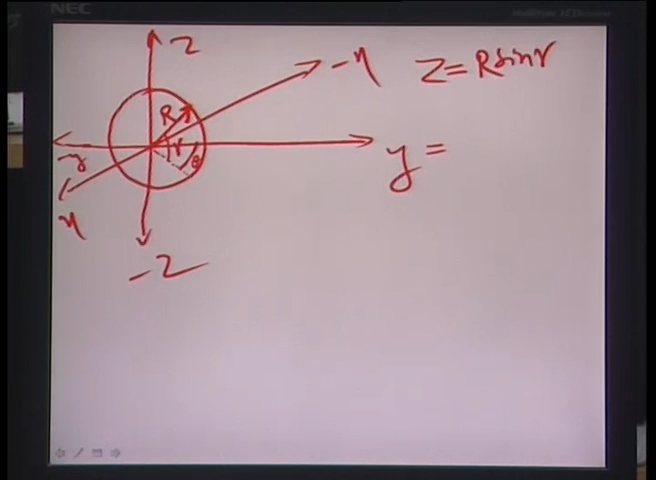 NEC
z
-x
z = R sin γ
R
γ
θ
-y
y =
x
-z